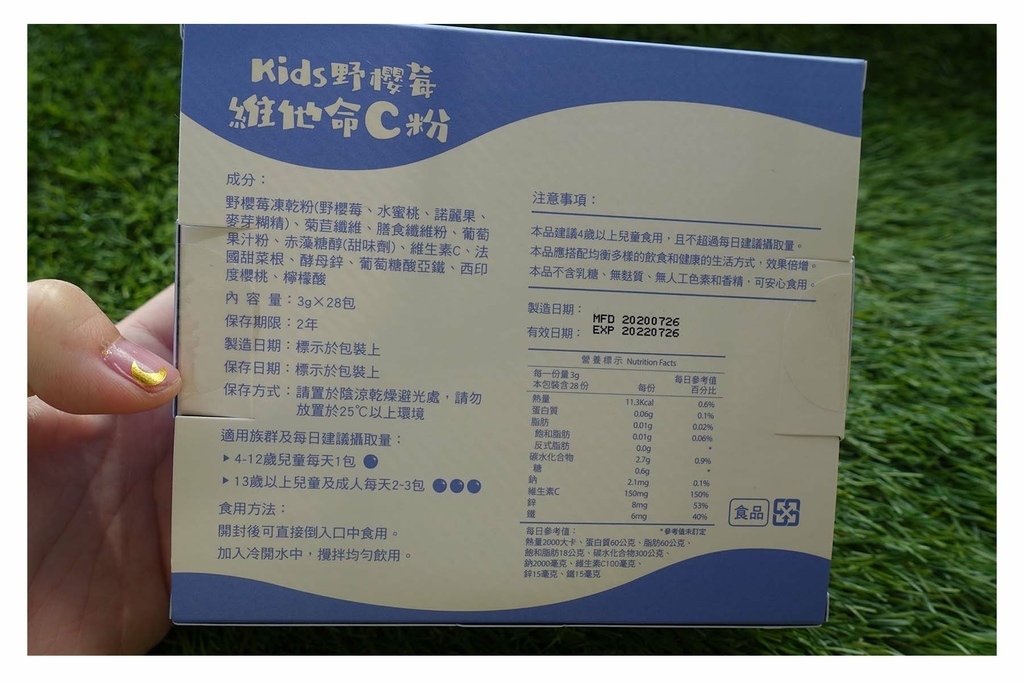 Kids野櫻莓
維他命C粉
成分：
野櫻莓凍乾粉(野櫻莓、水蜜桃、諾麗果、
麥芽糊精)、菊苣纖維、膳食纖維粉、葡萄
果汁粉、赤藻糖醇(甜味劑)、維生素C、法
國甜菜根、酵母鋅、葡萄糖酸亞鐵、西印
度櫻桃、檸檬酸
內 容 量：3g×28包
保存期限：2年
製造日期：標示於包裝上
保存日期：標示於包裝上
保存方式：請置於陰涼乾燥避光處，請勿
放置於25℃以上環境
適用族群及每日建議攝取量：
▶ 4-12歲兒童每天1包
▶ 13歲以上兒童及成人每天2-3包
食用方法：
開封後可直接倒入口中食用。
加入冷開水中，攪拌均勻飲用。
注意事項：
本品建議4歲以上兒童食用，且不超過每日建議攝取量。
本品應搭配均衡多樣的飲食和健康的生活方式，效果倍增。
本品不含乳糖、無麩質、無人工色素和香精，可安心食用。
製造日期： MFD 20200726
有效日期： EXP 20220726
營養標示 Nutrition Facts
每一份量3g
本包裝含28份 每份 每日參考值百分比
熱量 11.3Kcal 0.6%
蛋白質 0.06g 0.1%
脂肪 0.01g 0.02%
飽和脂肪 0.01g 0.06%
反式脂肪 0.0g *
碳水化合物 2.7g 0.9%
糖 0.6g *
鈉 2.1mg 0.1%
維生素C 150mg 150%
鋅 8mg 53%
鐵 6mg 40%
*參考值未訂定
每日參考值：
熱量2000大卡、蛋白質60公克、脂肪60公克、
飽和脂肪18公克、碳水化合物300公克、
鈉2000毫克、維生素C100毫克、
鋅15毫克、鐵15毫克
食品